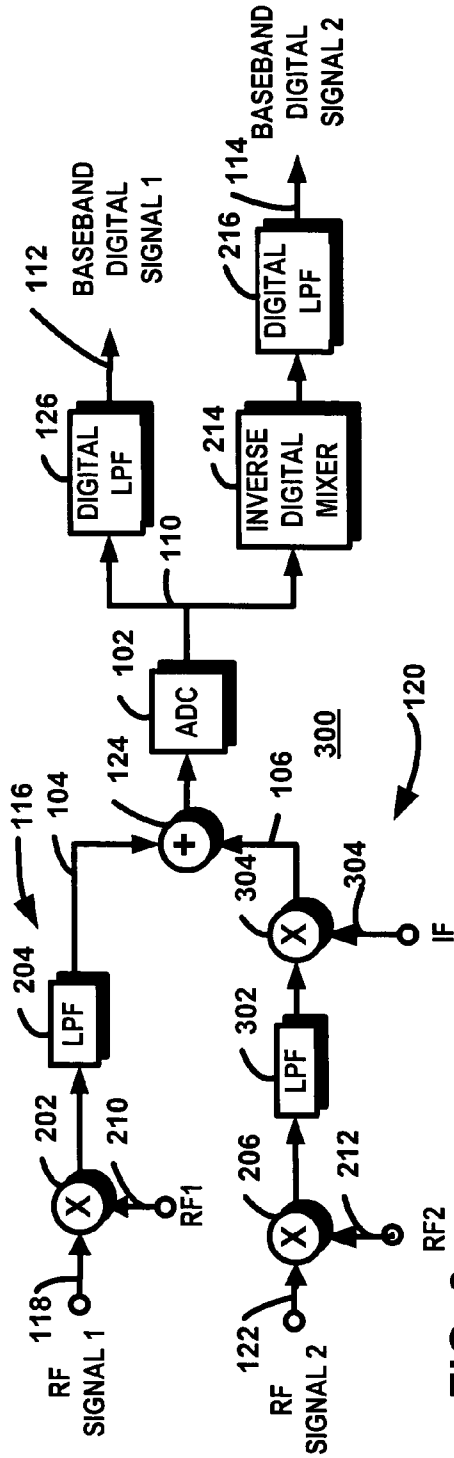 RF
SIGNAL 1
118
202
X
210
RF1
204
LPF
116
104
124
+
102
ADC
110
126
DIGITAL
LPF
112
BASEBAND
DIGITAL
SIGNAL 1
RF
SIGNAL 2
122
206
X
212
RF2
302
LPF
304
X
106
304
IF
300
120
214
INVERSE
DIGITAL
MIXER
216
DIGITAL
LPF
114
BASEBAND
DIGITAL
SIGNAL 2